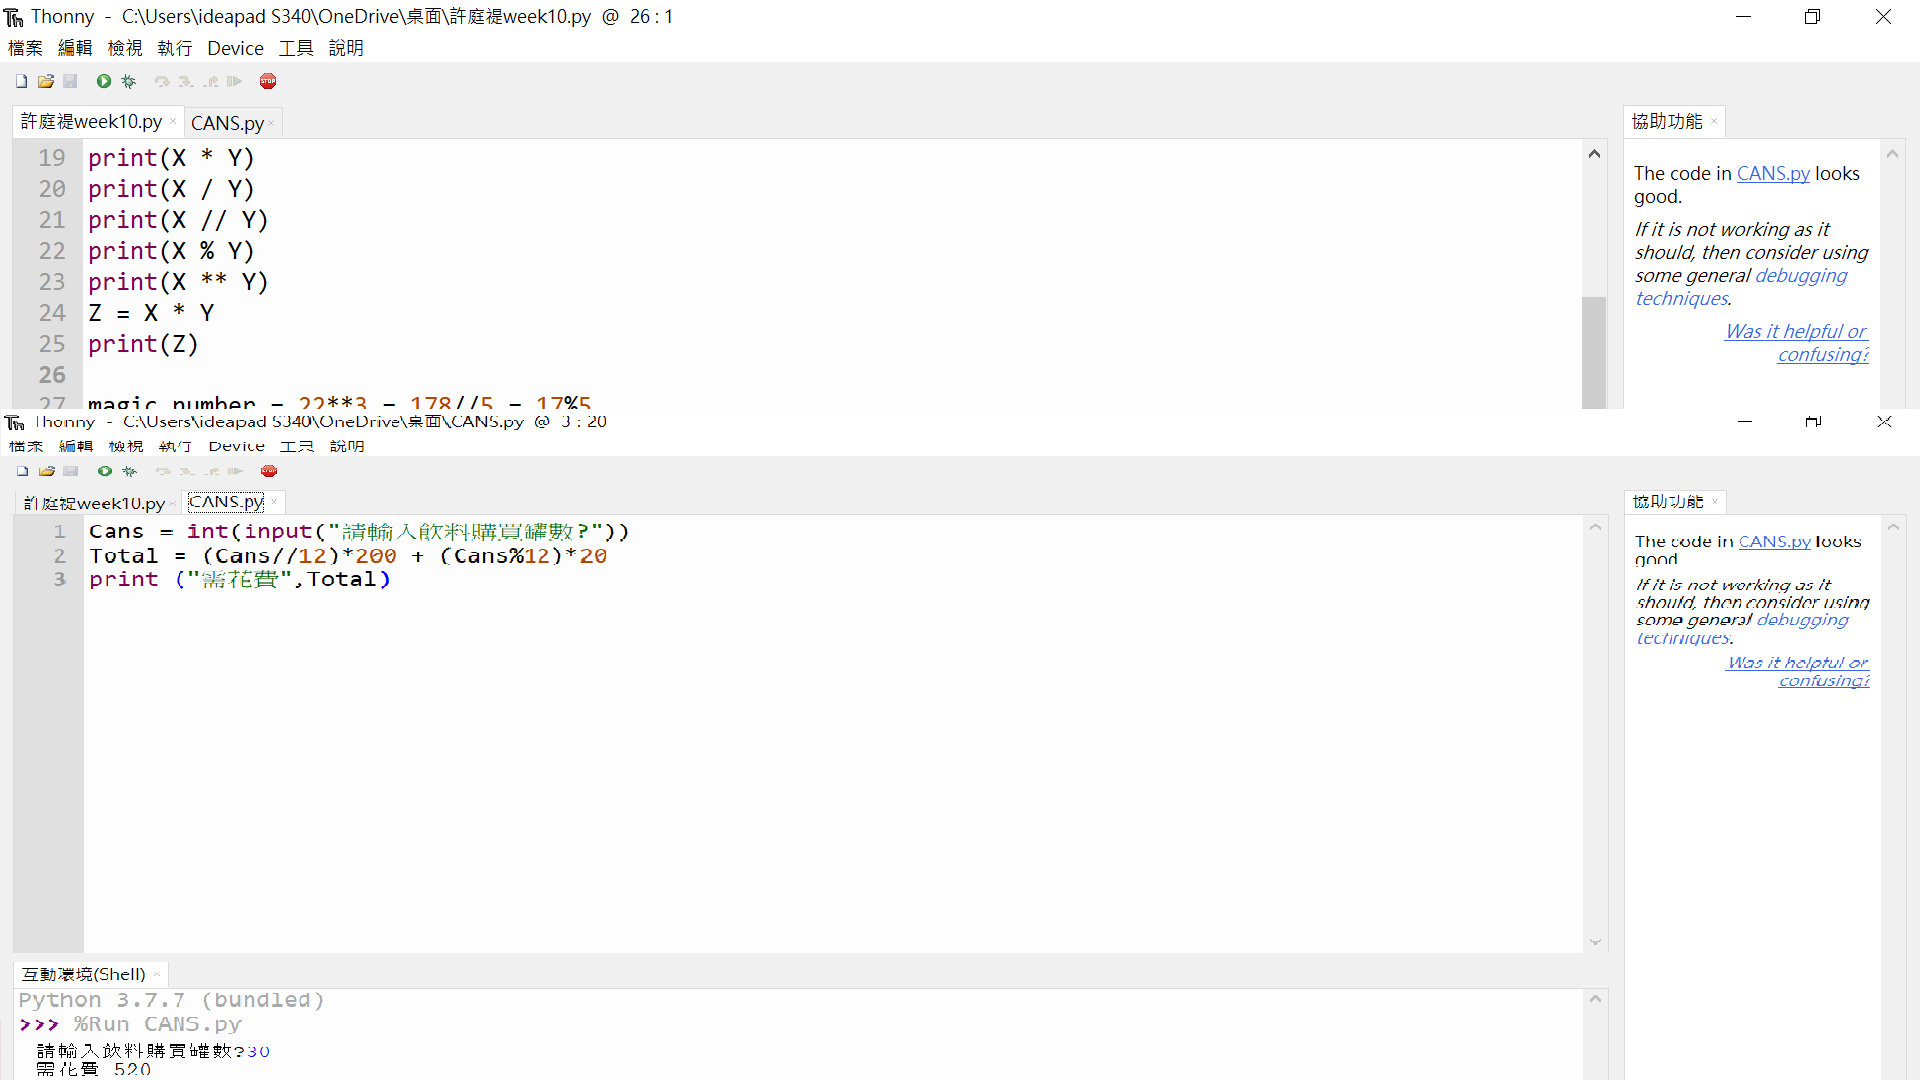 Thonny - C:\Users\ideapad S340\OneDrive\桌面\許庭禔week10.py @ 26 : 1
檔案 編輯 檢視 執行 Device 工具 說明
許庭禔week10.py × CANS.py ×
協助功能 ×
19 print(X * Y)
20 print(X / Y)
21 print(X // Y)
22 print(X % Y)
23 print(X ** Y)
24 Z = X * Y
25 print(Z)
26
27 magic_number = 22**3 - 178//5 - 17%5
The code in CANS.py looks
good.
If it is not working as it
should, then consider using
some general debugging
techniques.
Was it helpful or
confusing?
Thonny - C:\Users\ideapad S340\OneDrive\桌面\CANS.py @ 3 : 20
檔案 編輯 檢視 執行 Device 工具 說明
許庭禔week10.py × CANS.py ×
協助功能 ×
1 Cans = int(input("請輸入飲料購買罐數?"))
2 Total = (Cans//12)*200 + (Cans%12)*20
3 print ("需花費",Total)
The code in CANS.py looks
good.
If it is not working as it
should, then consider using
some general debugging
techniques.
Was it helpful or
confusing?
互動環境(Shell) ×
Python 3.7.7 (bundled)
>>> %Run CANS.py
請輸入飲料購買罐數?30
需花費 520